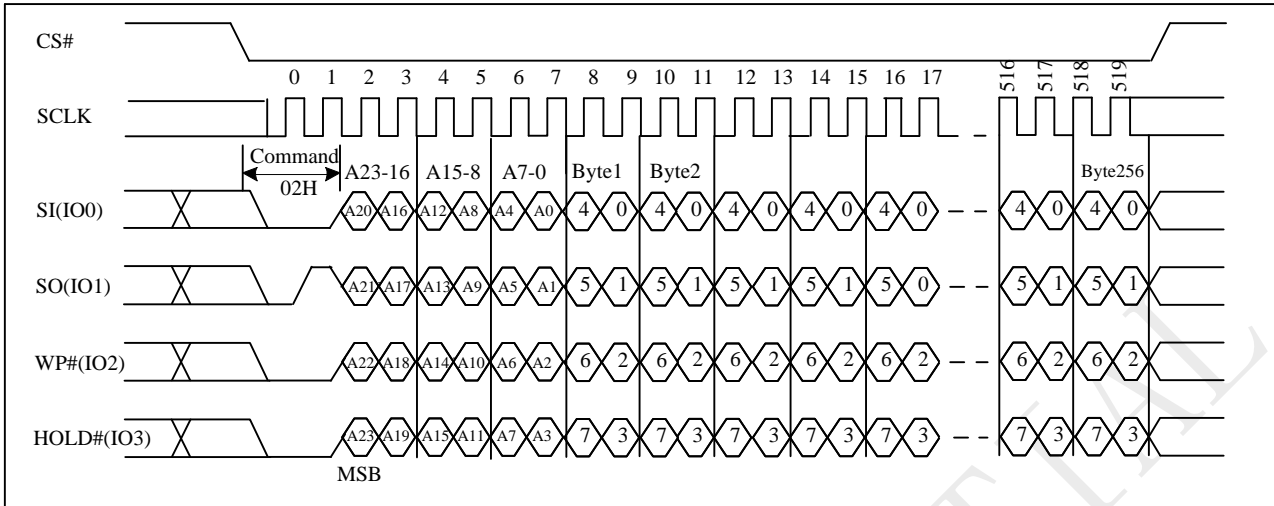 CS#
0 1 2 3 4 5 6 7 8 9 10 11 12 13 14 15 16 17 516 517 518 519
SCLK
Command
02H
A23-16 A15-8 A7-0 Byte1 Byte2 Byte256
SI(IO0) A20 A16 A12 A8 A4 A0 4 0 4 0 4 0 4 0 4 0 4 0 4 0
SO(IO1) A21 A17 A13 A9 A5 A1 5 1 5 1 5 1 5 1 5 0 5 1 5 1
WP#(IO2) A22 A18 A14 A10 A6 A2 6 2 6 2 6 2 6 2 6 2 6 2 6 2
HOLD#(IO3) A23 A19 A15 A11 A7 A3 7 3 7 3 7 3 7 3 7 3 7 3 7 3
MSB